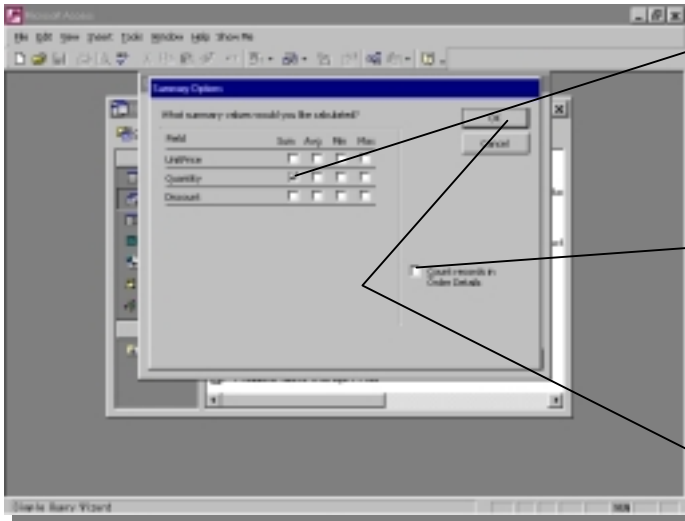 Microsoft Access
File Edit View Insert Tools Window Help Show Me
Summary Options
What summary values would you like calculated?
OK
Field Sum Avg Min Max
Cancel
UnitPrice
Quantity
Discount
Count records in
Order Details
Simple Query Wizard
NUM